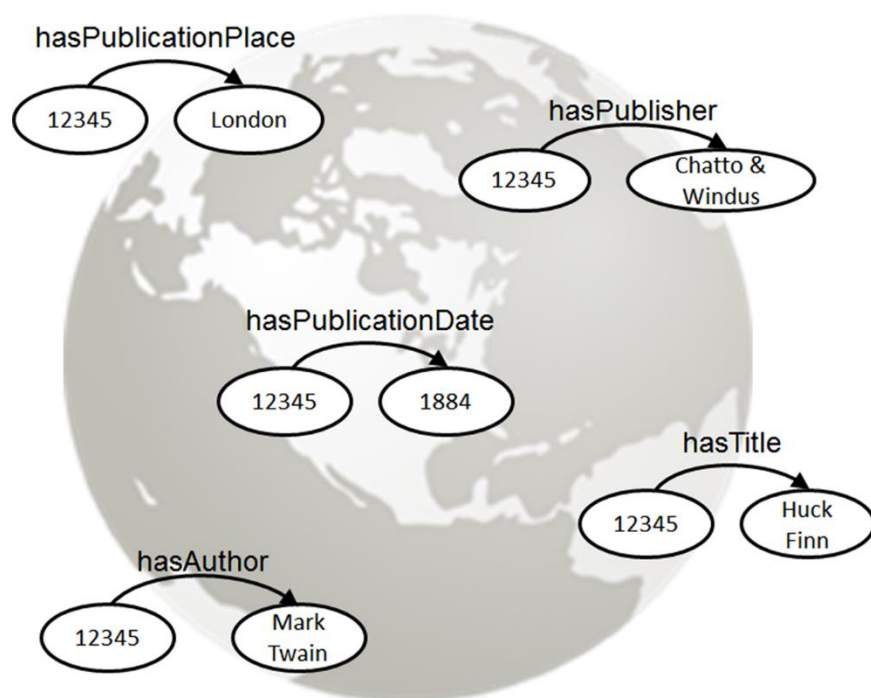 hasPublicationPlace
12345
London
hasPublisher
12345
Chatto &
Windus
hasPublicationDate
12345
1884
hasTitle
12345
Huck
Finn
hasAuthor
12345
Mark
Twain